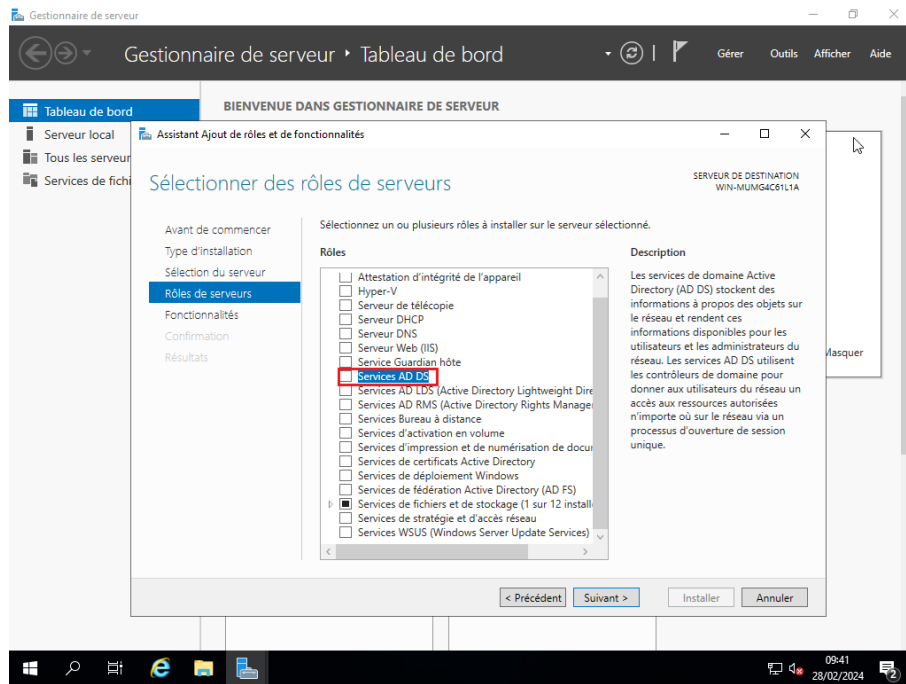 Gestionnaire de serveur
Gestionnaire de serveur ‣ Tableau de bord
Gérer Outils Afficher Aide
Tableau de bord
Serveur local
Tous les serveur
Services de fichi
BIENVENUE DANS GESTIONNAIRE DE SERVEUR
Assistant Ajout de rôles et de fonctionnalités
Sélectionner des rôles de serveurs
SERVEUR DE DESTINATION
WIN-MUMG4C61L1A
Avant de commencer
Type d'installation
Sélection du serveur
Rôles de serveurs
Fonctionnalités
Confirmation
Résultats
Sélectionnez un ou plusieurs rôles à installer sur le serveur sélectionné.
Rôles
Attestation d'intégrité de l'appareil
Hyper-V
Serveur de télécopie
Serveur DHCP
Serveur DNS
Serveur Web (IIS)
Service Guardian hôte
Services AD DS
Services AD LDS (Active Directory Lightweight Dire
Services AD RMS (Active Directory Rights Manage
Services Bureau à distance
Services d'activation en volume
Services d'impression et de numérisation de docu
Services de certificats Active Directory
Services de déploiement Windows
Services de fédération Active Directory (AD FS)
Services de fichiers et de stockage (1 sur 12 install
Services de stratégie et d'accès réseau
Services WSUS (Windows Server Update Services)
Description
Les services de domaine Active
Directory (AD DS) stockent des
informations à propos des objets sur
le réseau et rendent ces
informations disponibles pour les
utilisateurs et les administrateurs du
réseau. Les services AD DS utilisent
les contrôleurs de domaine pour
donner aux utilisateurs du réseau un
accès aux ressources autorisées
n'importe où sur le réseau via un
processus d'ouverture de session
unique.
Masquer
< Précédent Suivant > Installer Annuler
09:41
28/02/2024
2